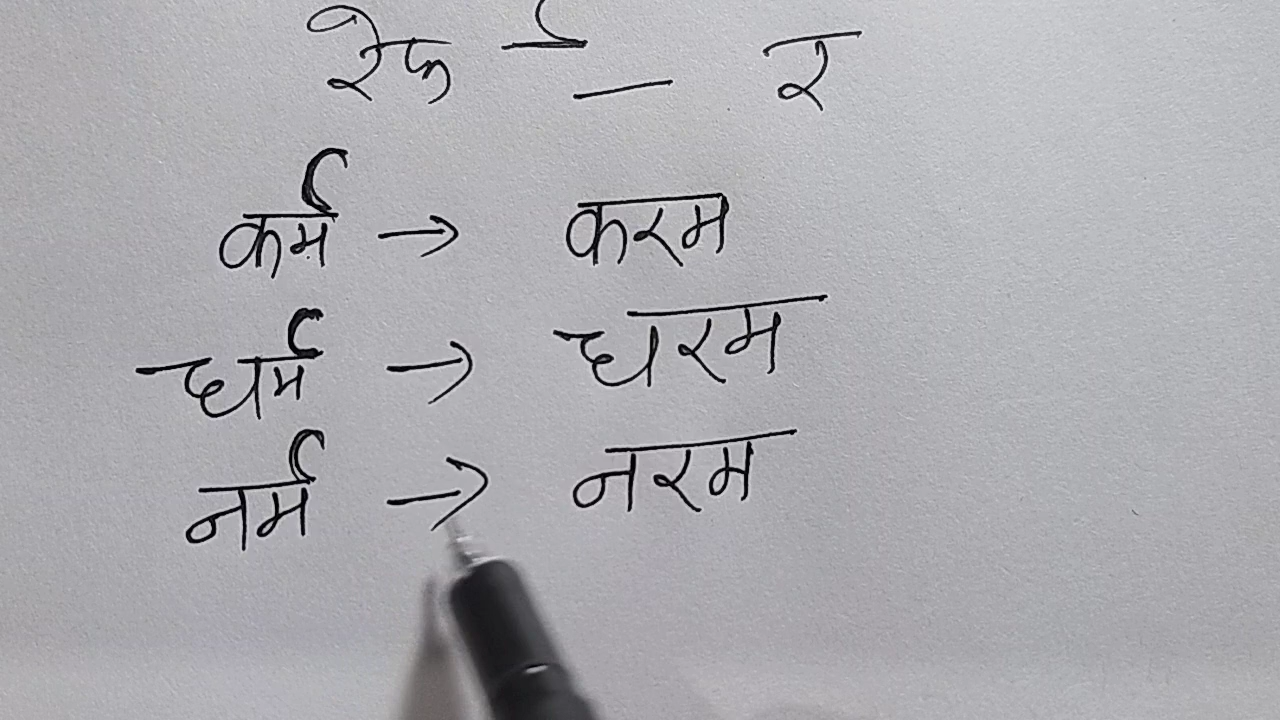 रेफ र्‍ — र
कर्म → करम
धर्म → धरम
नर्म → नरम